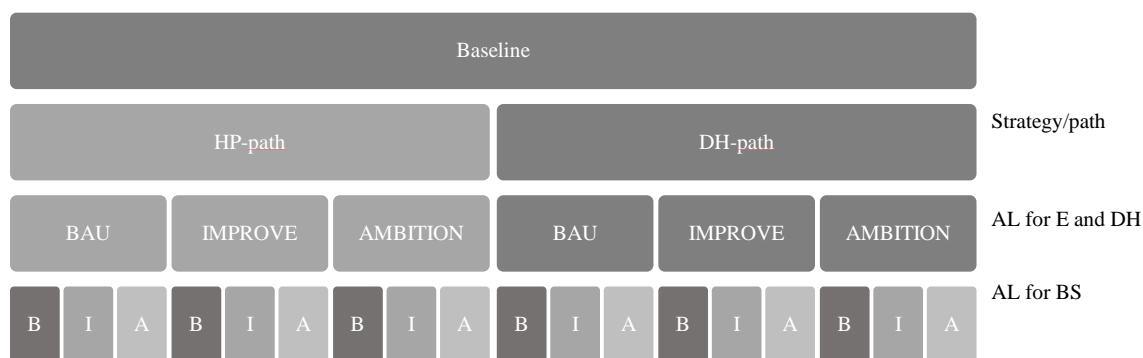 Baseline
HP-path DH-path Strategy/path
BAU IMPROVE AMBITION BAU IMPROVE AMBITION AL for E and DH
AL for BS
B I A B I A B I A B I A B I A B I A